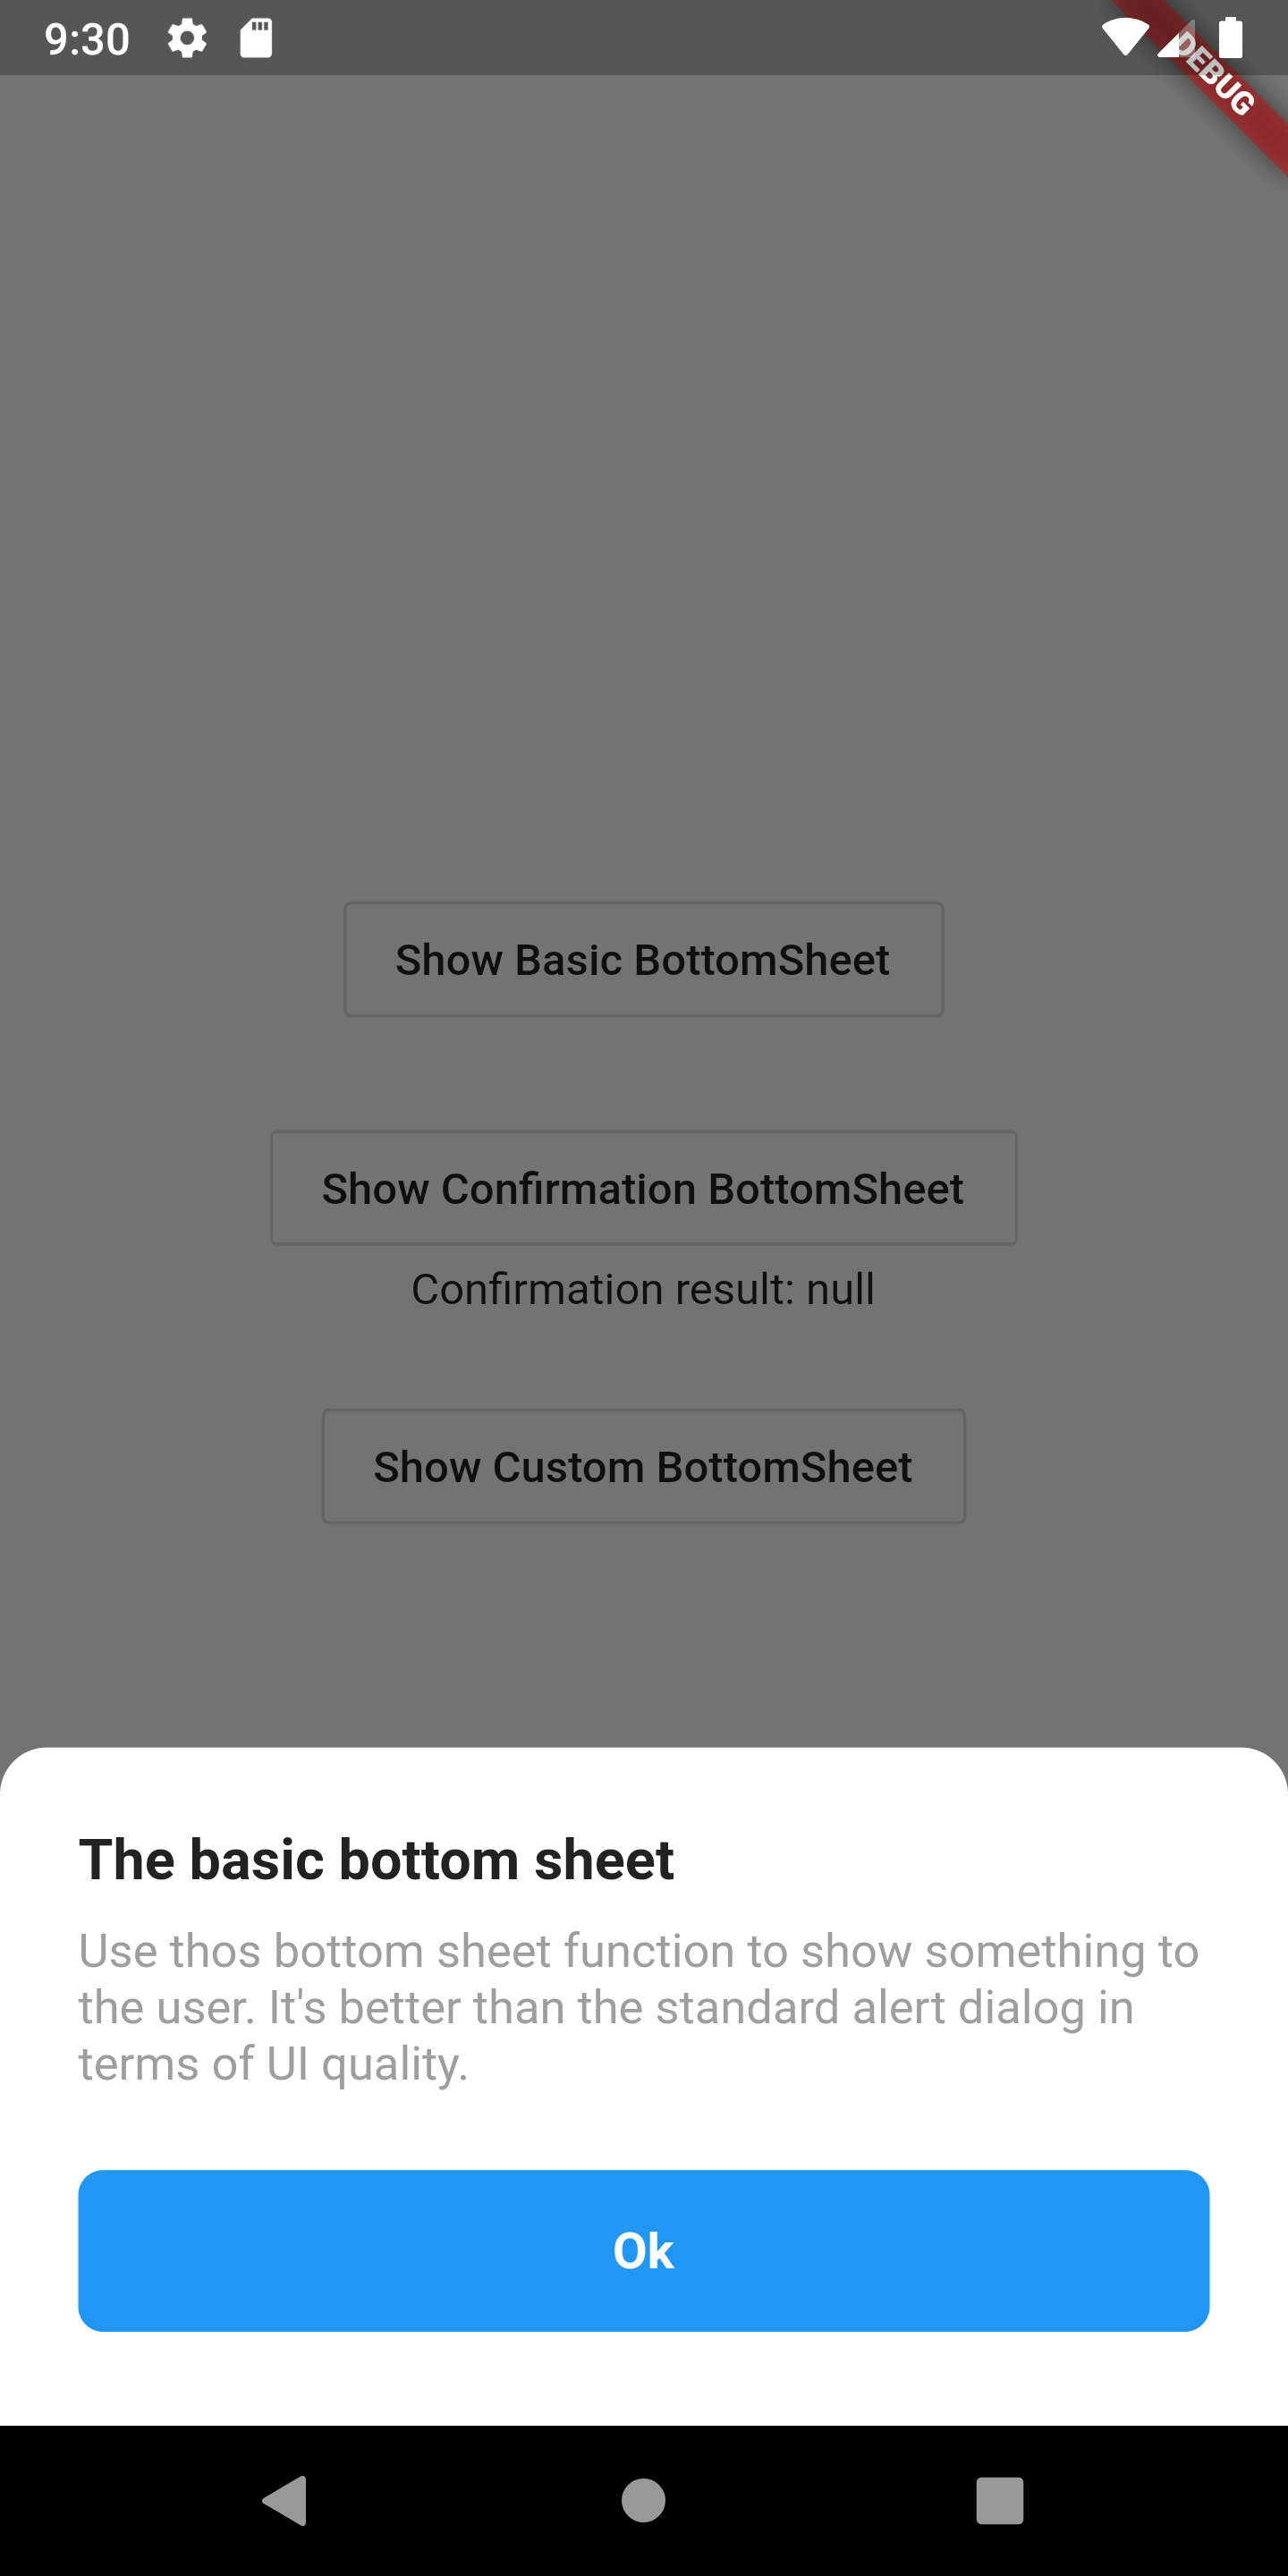 9:30
DEBUG
Show Basic BottomSheet
Show Confirmation BottomSheet
Confirmation result: null
Show Custom BottomSheet
The basic bottom sheet
Use thos bottom sheet function to show something to
the user. It's better than the standard alert dialog in
terms of UI quality.
Ok